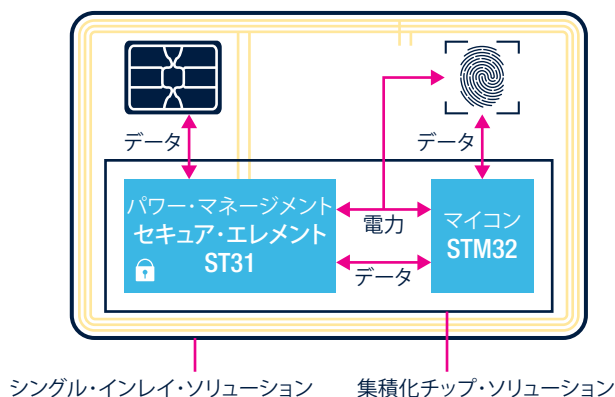 データ
データ
パワー・マネージメント
セキュア・エレメント
ST31
電力
データ
マイコン
STM32
シングル・インレイ・ソリューション
集積化チップ・ソリューション